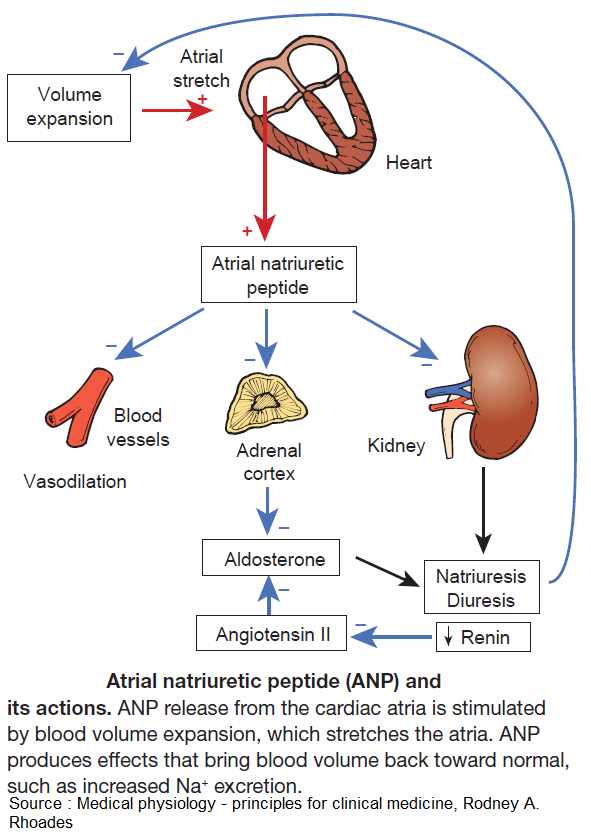 Atrial
stretch
Volume
expansion
–
+
Heart
+
Atrial natriuretic
peptide
–
–
–
Blood
vessels
Vasodilation
Adrenal
cortex
Kidney
–
Aldosterone
–
Natriuresis
Diuresis
Angiotensin II
–
↓ Renin
Atrial natriuretic peptide (ANP) and
its actions. ANP release from the cardiac atria is stimulated
by blood volume expansion, which stretches the atria. ANP
produces effects that bring blood volume back toward normal,
such as increased Na⁺ excretion.
Source : Medical physiology - principles for clinical medicine, Rodney A.
Rhoades